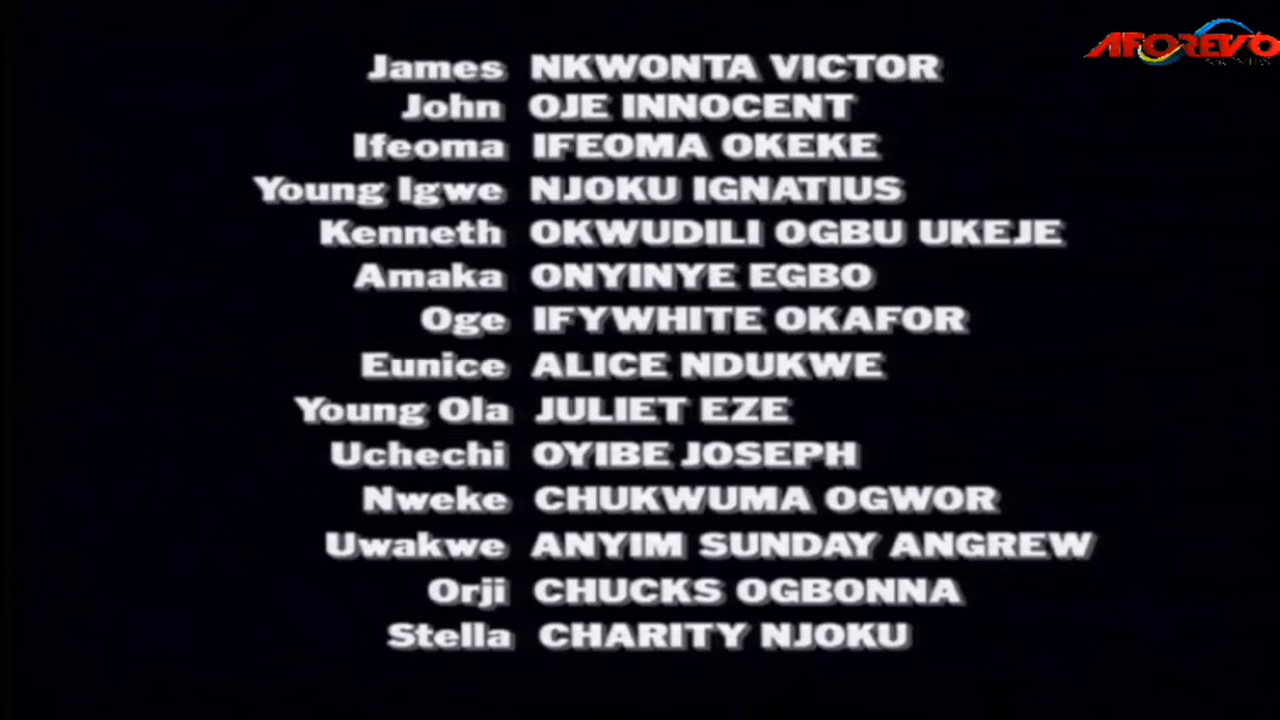 AFOREVO
James NKWONTA VICTOR
John OJE INNOCENT
Ifeoma IFEOMA OKEKE
Young Igwe NJOKU IGNATIUS
Kenneth OKWUDILI OGBU UKEJE
Amaka ONYINYE EGBO
Oge IFYWHITE OKAFOR
Eunice ALICE NDUKWE
Young Ola JULIET EZE
Uchechi OYIBE JOSEPH
Nweke CHUKWUMA OGWOR
Uwakwe ANYIM SUNDAY ANGREW
Orji CHUCKS OGBONNA
Stella CHARITY NJOKU